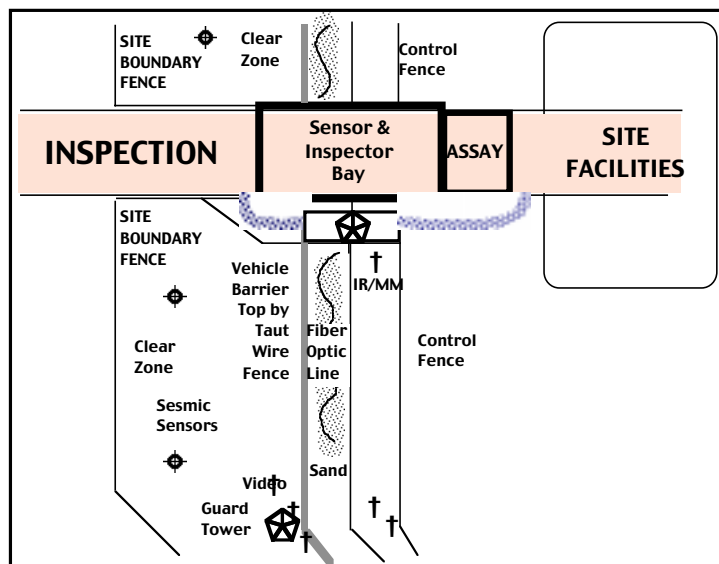 SITE
BOUNDARY
FENCE
Clear
Zone
Control
Fence
INSPECTION
Sensor &
Inspector
Bay
ASSAY
SITE
FACILITIES
SITE
BOUNDARY
FENCE
Vehicle
Barrier
Top by
Taut
Wire
Fence
Fiber
Optic
Line
IR/MM
Control
Fence
Clear
Zone
Sesmic
Sensors
Sand
Video
Guard
Tower